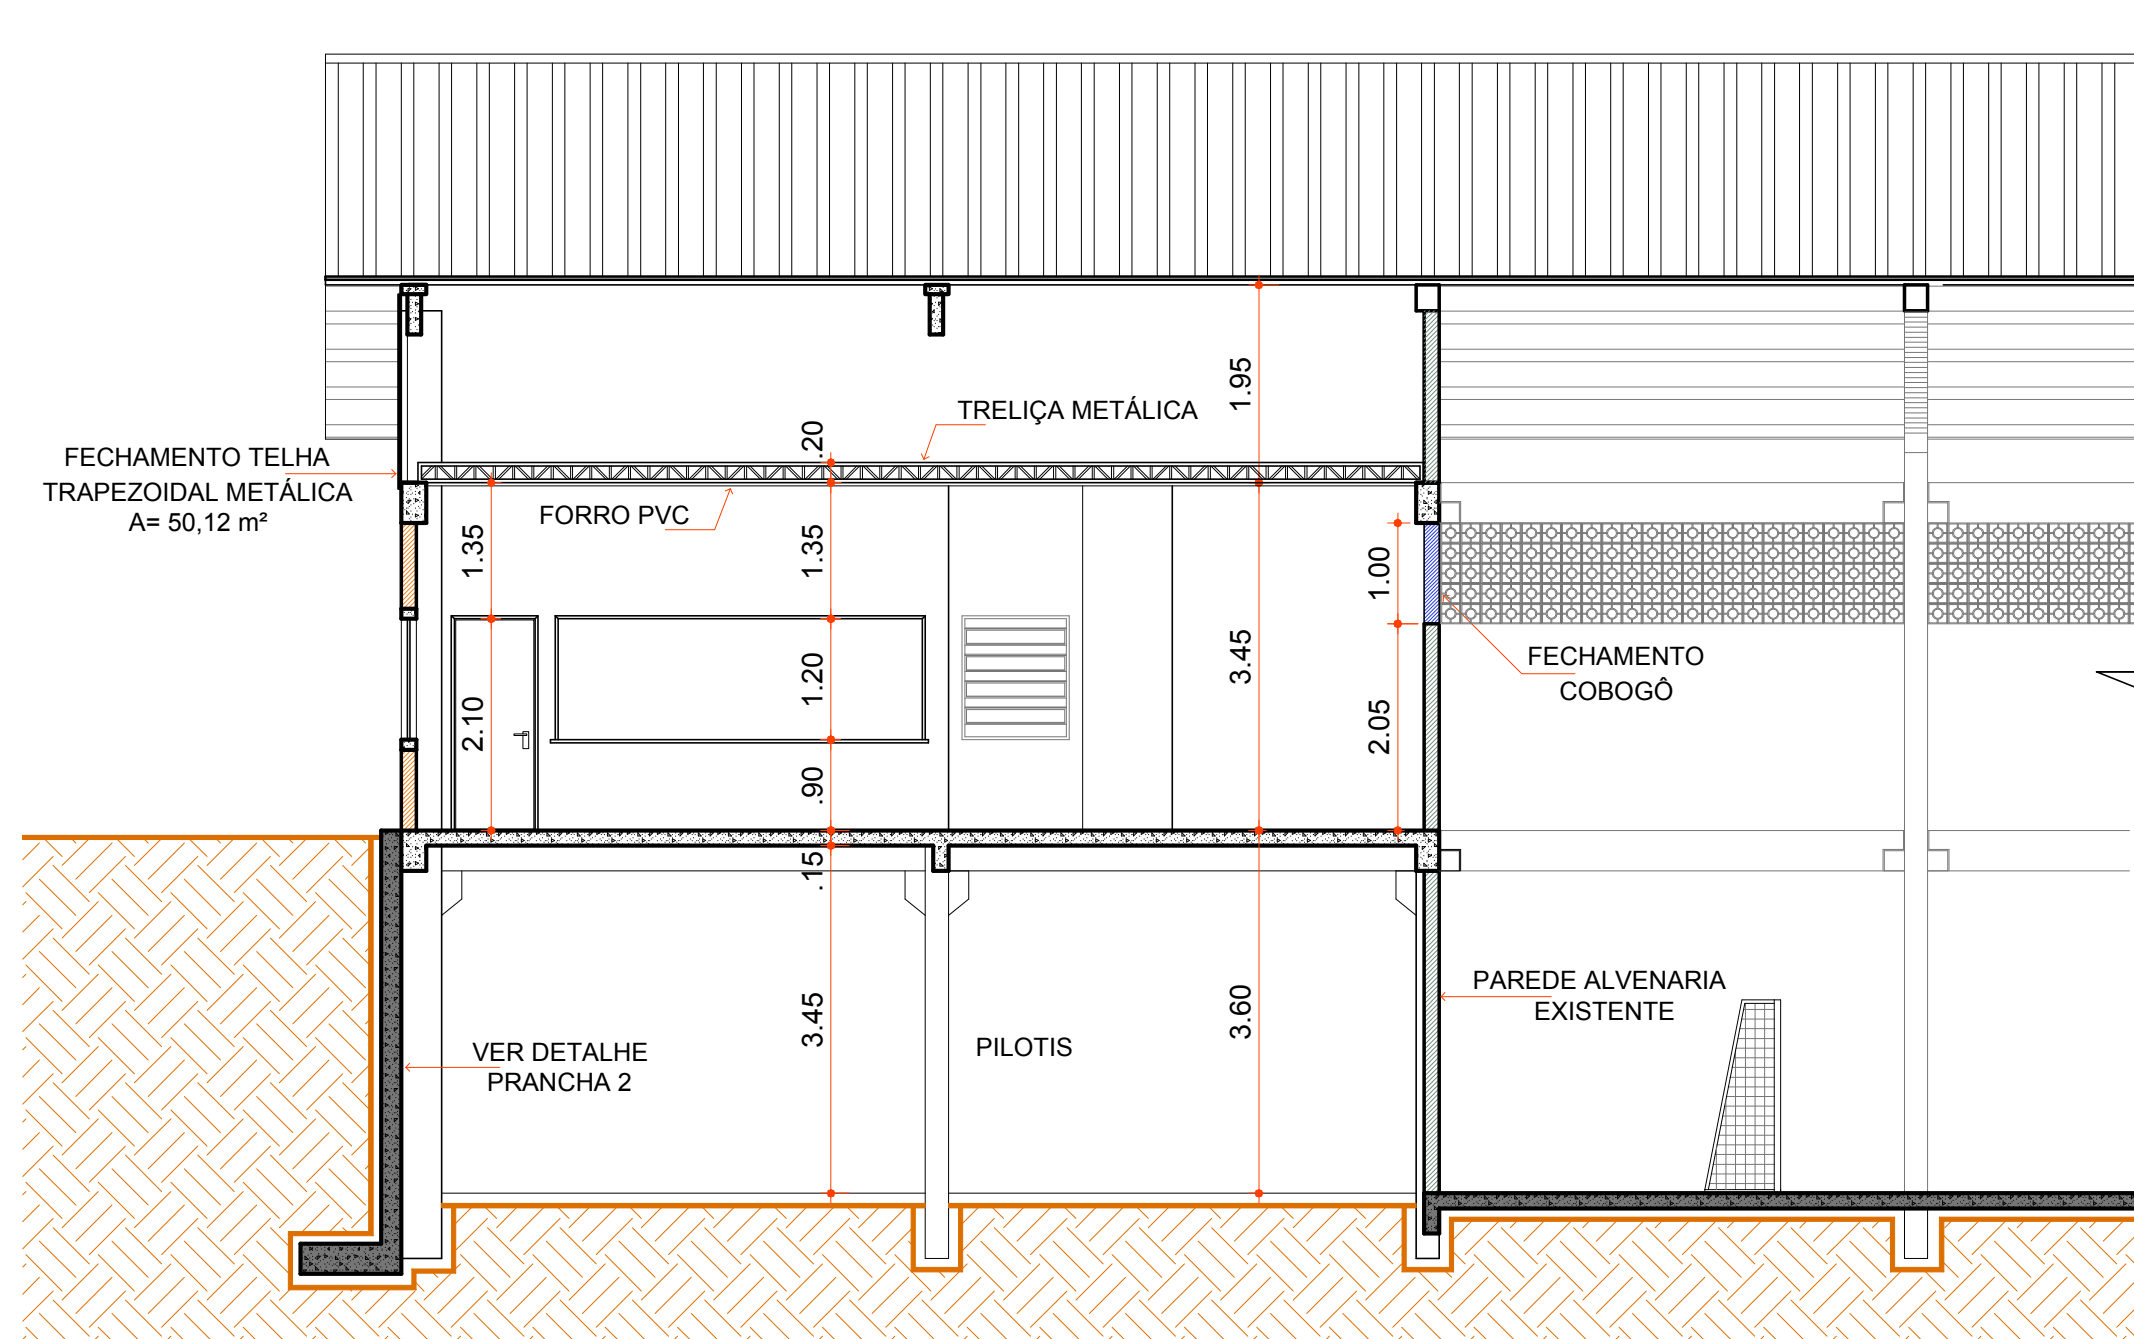 1.95
TRELIÇA METÁLICA
.20
FECHAMENTO TELHA
TRAPEZOIDAL METÁLICA
A= 50,12 m²
FORRO PVC
1.35
1.35
1.00
3.45
FECHAMENTO
COBOGÔ
1.20
2.10
2.05
.90
.15
PAREDE ALVENARIA
EXISTENTE
3.45
3.60
VER DETALHE
PRANCHA 2
PILOTIS